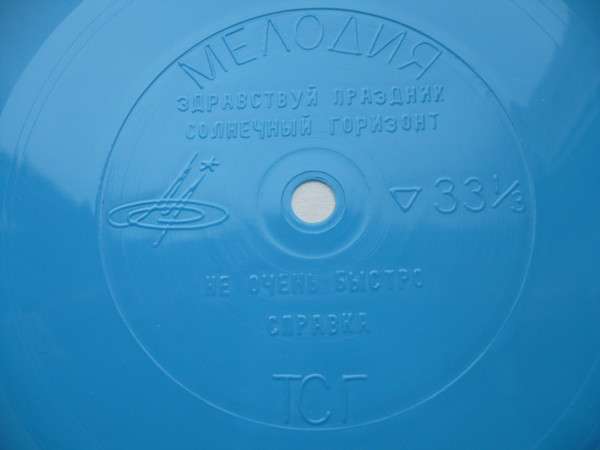 МЕЛОДИЯ
ЗДРАВСТВУЙ ПРАЗДНИК
СОЛНЕЧНЫЙ ГОРИЗОНТ
▽ 33⅓
НЕ ОЧЕНЬ БЫСТРО
СПРАВКА
ТСГ